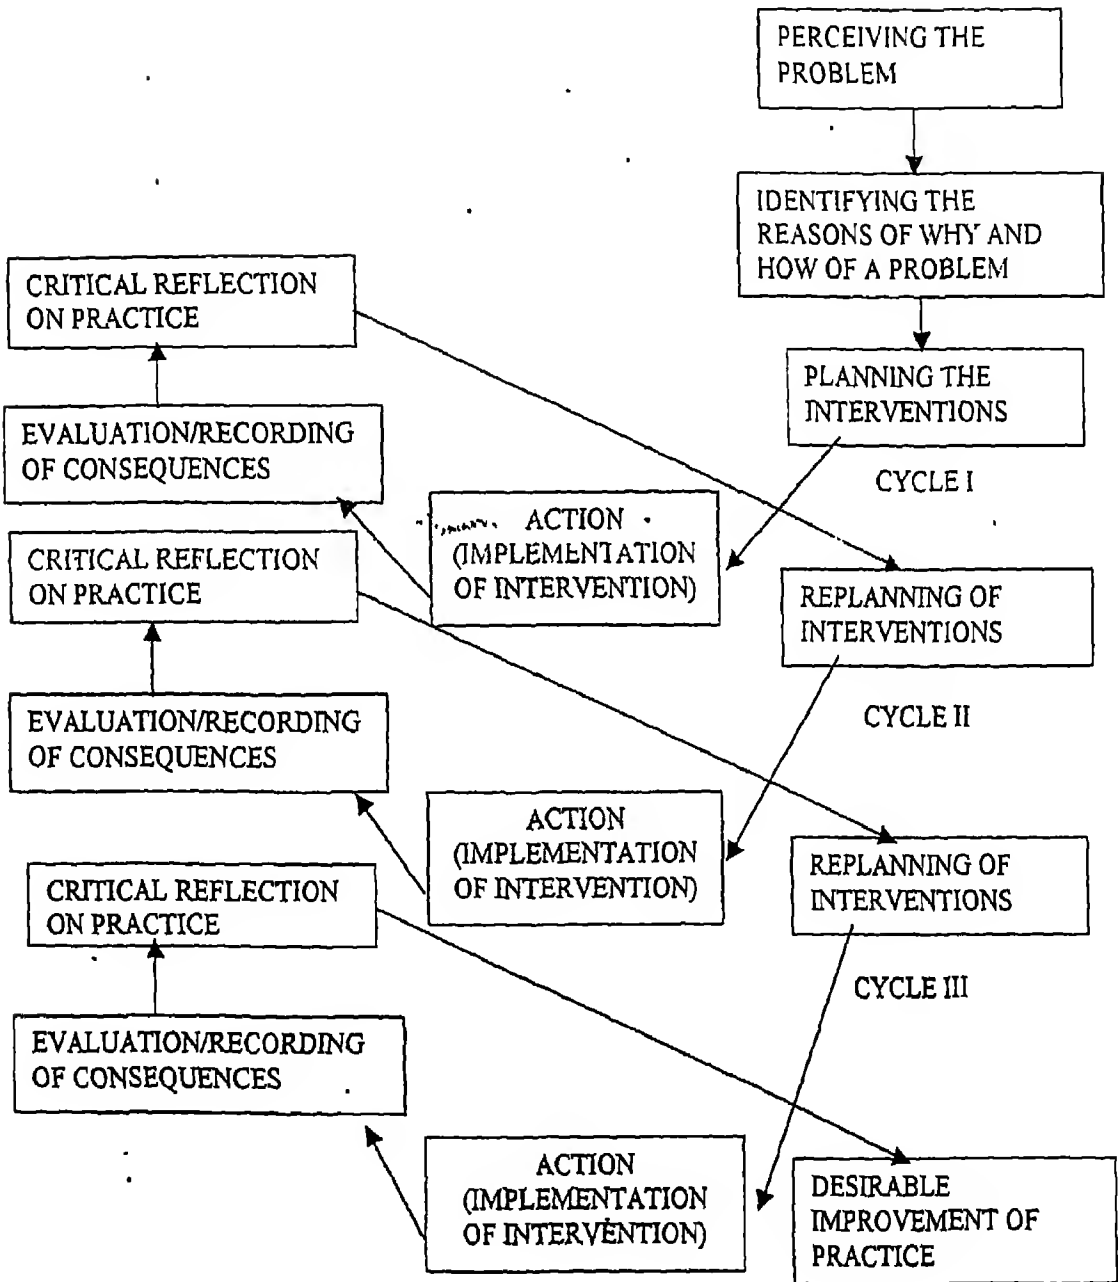 PERCEIVING THE
PROBLEM
IDENTIFYING THE
REASONS OF WHY AND
HOW OF A PROBLEM
PLANNING THE
INTERVENTIONS
CYCLE I
ACTION
(IMPLEMENTATION
OF INTERVENTION)
EVALUATION/RECORDING
OF CONSEQUENCES
CRITICAL REFLECTION
ON PRACTICE
REPLANNING OF
INTERVENTIONS
CYCLE II
ACTION
(IMPLEMENTATION
OF INTERVENTION)
EVALUATION/RECORDING
OF CONSEQUENCES
CRITICAL REFLECTION
ON PRACTICE
REPLANNING OF
INTERVENTIONS
CYCLE III
ACTION
(IMPLEMENTATION
OF INTERVENTION)
EVALUATION/RECORDING
OF CONSEQUENCES
CRITICAL REFLECTION
ON PRACTICE
DESIRABLE
IMPROVEMENT OF
PRACTICE